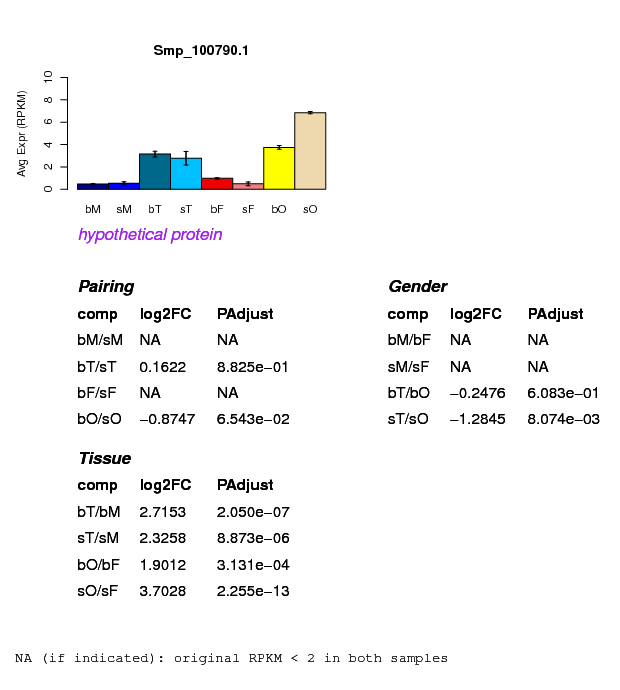 Smp_100790.1
Avg Expr (RPKM)
10
8
6
4
2
0
bM sM bT sT bF sF bO sO
hypothetical protein
Pairing
comp log2FC PAdjust
bM/sM NA NA
bT/sT 0.1622 8.825e−01
bF/sF NA NA
bO/sO −0.8747 6.543e−02
Gender
comp log2FC PAdjust
bM/bF NA NA
sM/sF NA NA
bT/bO −0.2476 6.083e−01
sT/sO −1.2845 8.074e−03
Tissue
comp log2FC PAdjust
bT/bM 2.7153 2.050e−07
sT/sM 2.3258 8.873e−06
bO/bF 1.9012 3.131e−04
sO/sF 3.7028 2.255e−13
NA (if indicated): original RPKM < 2 in both samples